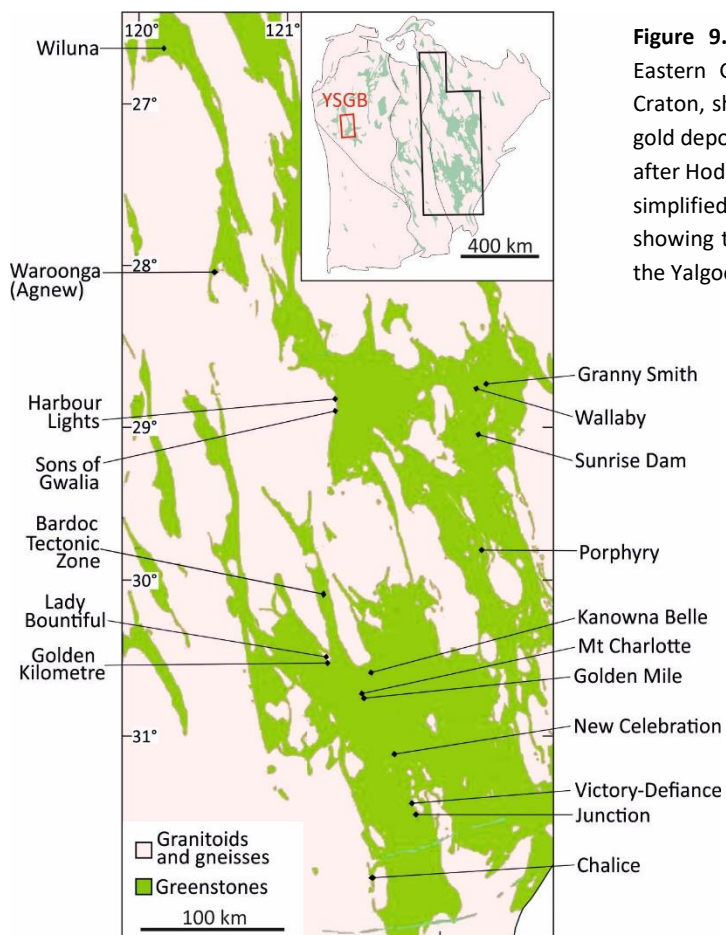 120°
121°
Wiluna
27°
YSGB
400 km
Figure 9.
Eastern
Craton, sh
gold depo
after Hod
simplified
showing t
the Yalgo
28°
Waroonga
(Agnew)
Granny Smith
Wallaby
Harbour
Lights
29°
Sunrise Dam
Sons of
Gwalia
Bardoc
Tectonic
Zone
Porphyry
30°
Lady
Bountiful
Kanowna Belle
Mt Charlotte
Golden
Kilometre
Golden Mile
31°
New Celebration
Victory-Defiance
Junction
Granitoids
and gneisses
Greenstones
Chalice
100 km